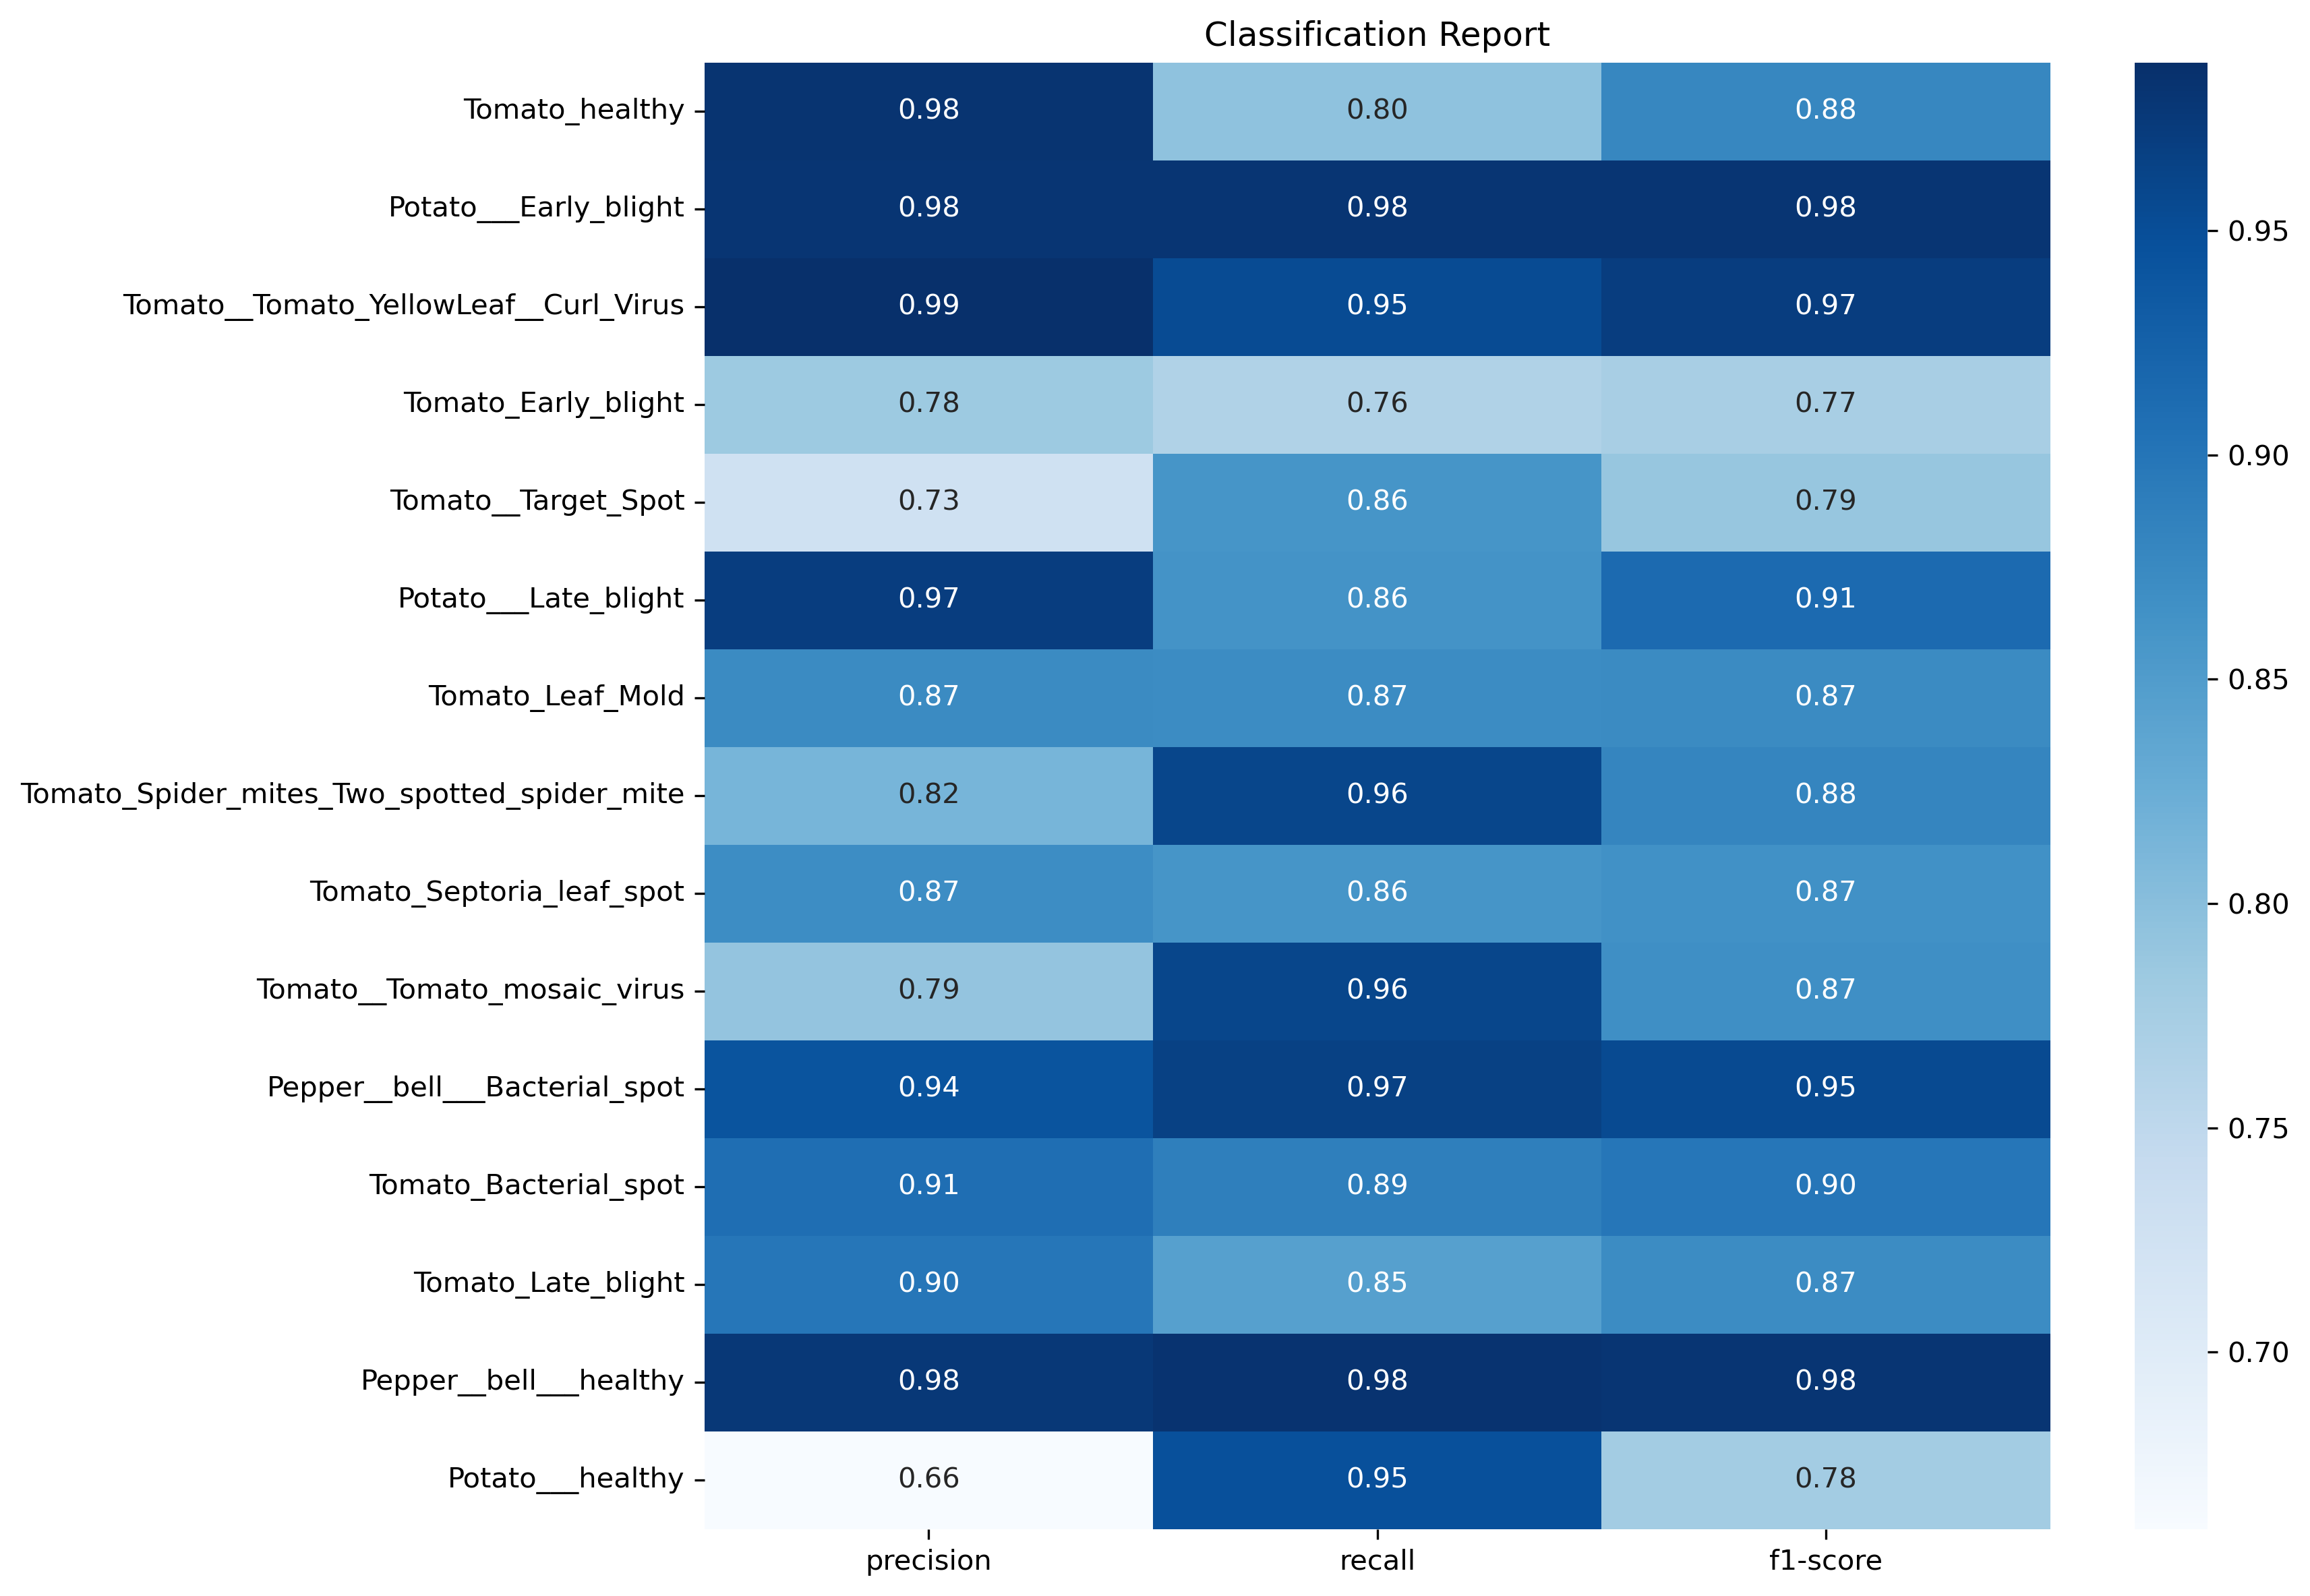 Classification Report
Tomato_healthy 0.98 0.80 0.88
Potato___Early_blight 0.98 0.98 0.98
Tomato__Tomato_YellowLeaf__Curl_Virus 0.99 0.95 0.97
Tomato_Early_blight 0.78 0.76 0.77
Tomato__Target_Spot 0.73 0.86 0.79
Potato___Late_blight 0.97 0.86 0.91
Tomato_Leaf_Mold 0.87 0.87 0.87
Tomato_Spider_mites_Two_spotted_spider_mite 0.82 0.96 0.88
Tomato_Septoria_leaf_spot 0.87 0.86 0.87
Tomato__Tomato_mosaic_virus 0.79 0.96 0.87
Pepper__bell___Bacterial_spot 0.94 0.97 0.95
Tomato_Bacterial_spot 0.91 0.89 0.90
Tomato_Late_blight 0.90 0.85 0.87
Pepper__bell___healthy 0.98 0.98 0.98
Potato___healthy 0.66 0.95 0.78
precision recall f1-score
0.95
0.90
0.85
0.80
0.75
0.70